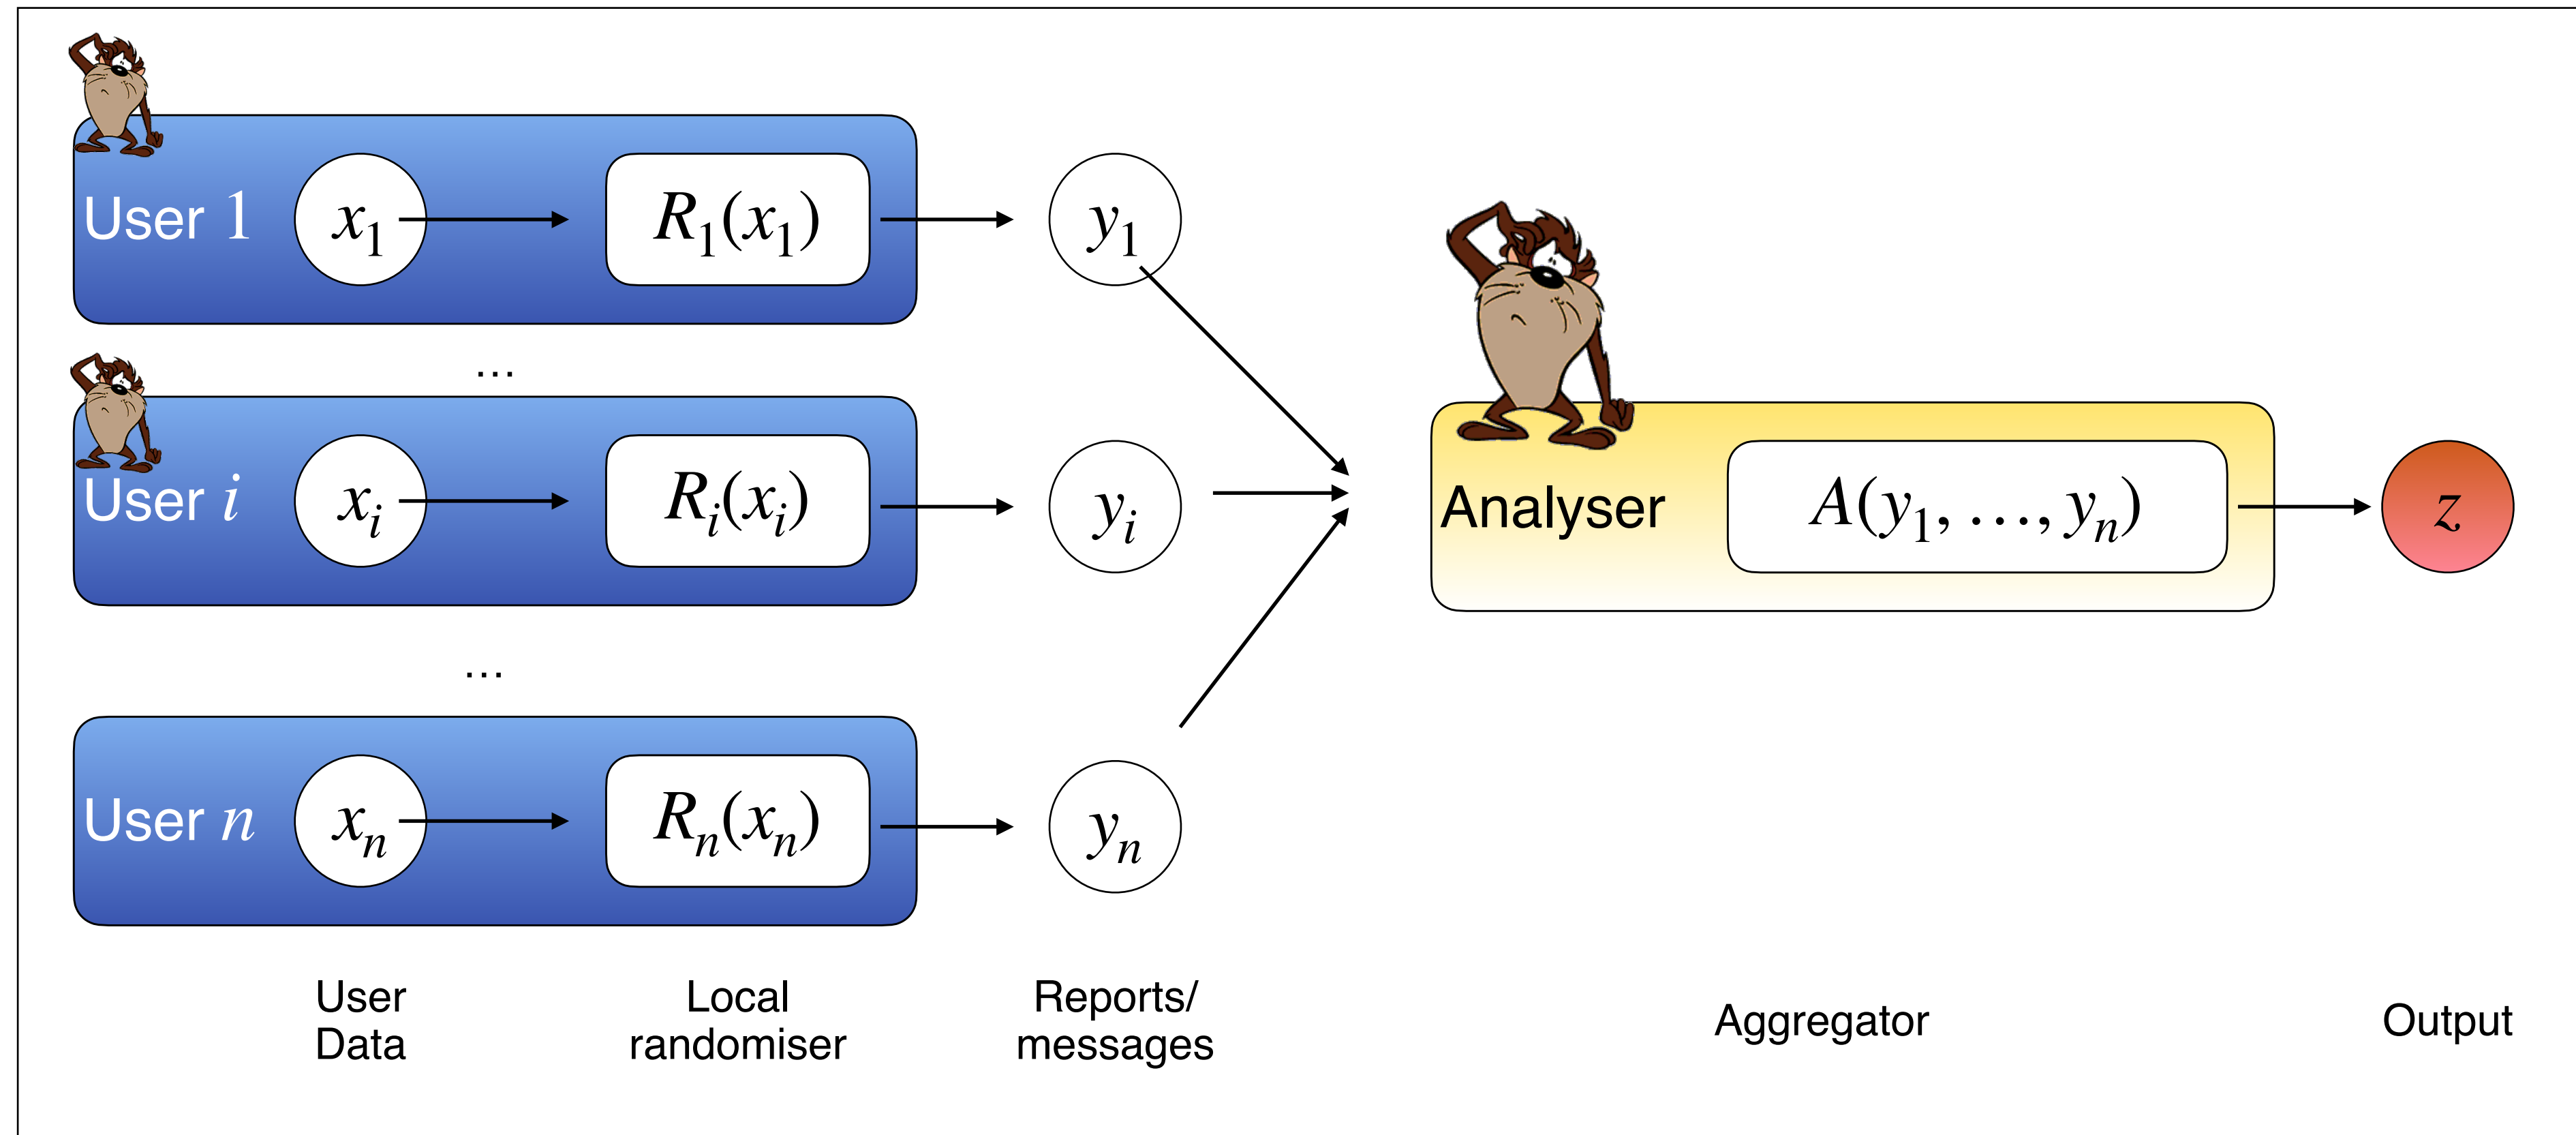 User 1 x₁ R₁(x₁) y₁
...
User i xᵢ Rᵢ(xᵢ) yᵢ Analyser A(y₁, …, yₙ) z
...
User n xₙ Rₙ(xₙ) yₙ
User
Data
Local
randomiser
Reports/
messages
Aggregator
Output